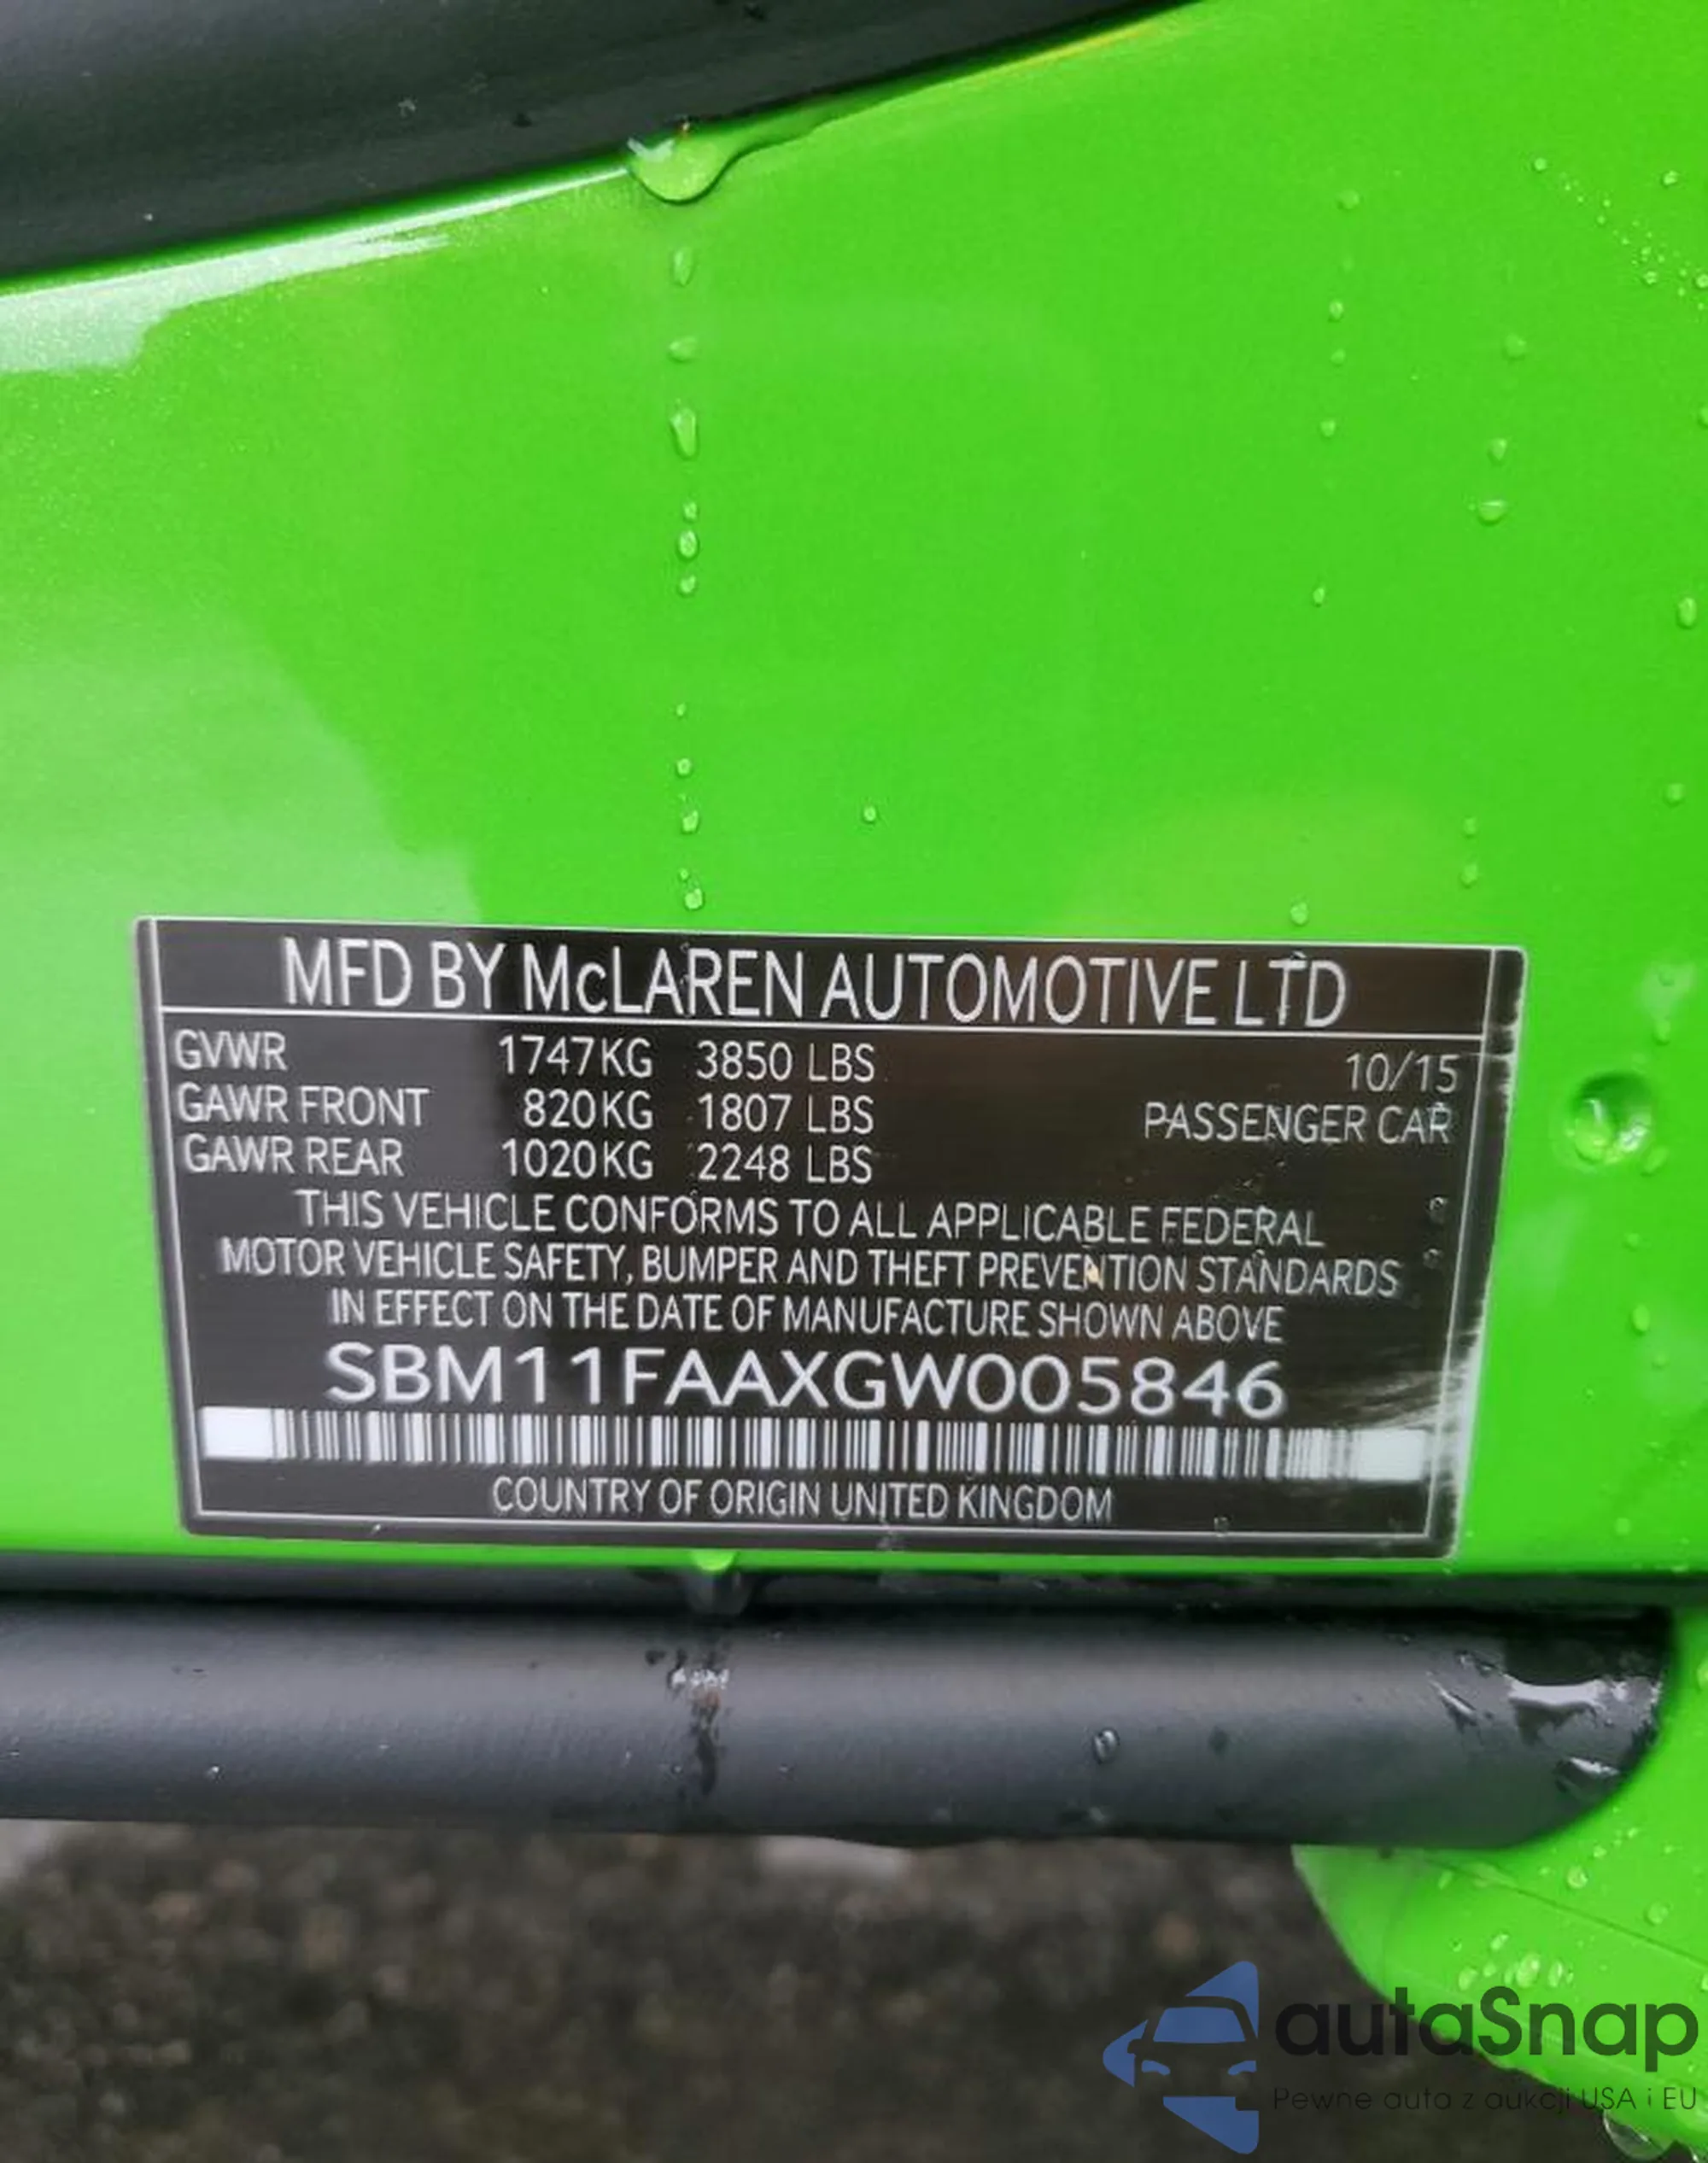 MFD BY McLAREN AUTOMOTIVE LTD
GVWR 1747KG 3850 LBS 10/15
GAWR FRONT 820KG 1807 LBS PASSENGER CAR
GAWR REAR 1020KG 2248 LBS
THIS VEHICLE CONFORMS TO ALL APPLICABLE FEDERAL
MOTOR VEHICLE SAFETY, BUMPER AND THEFT PREVENTION STANDARDS
IN EFFECT ON THE DATE OF MANUFACTURE SHOWN ABOVE
SBM11FAAXGW005846
COUNTRY OF ORIGIN UNITED KINGDOM
autaSnap
Pewne auta z aukcji USA i EU